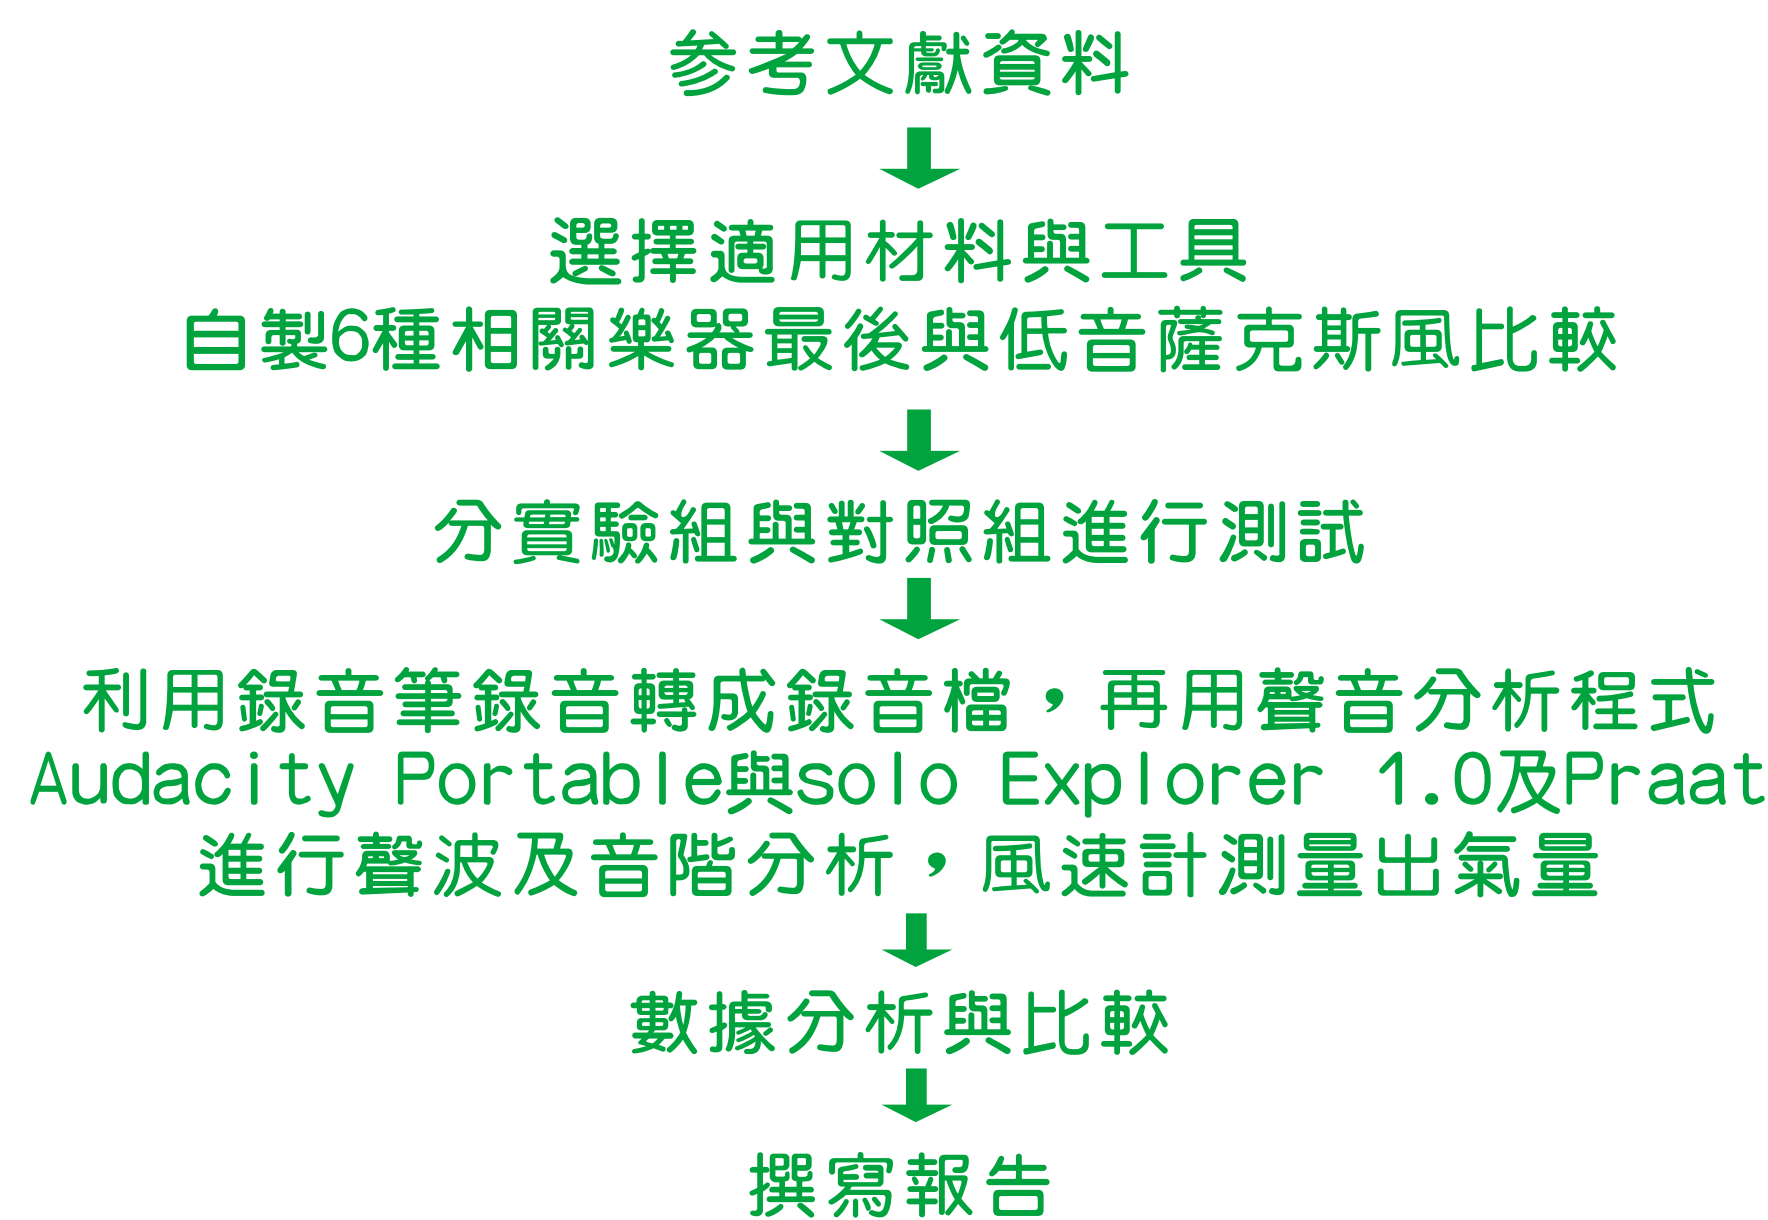 参考文獻資料
選擇適用材料與工具
自製6種相關樂器最後與低音薩克斯風比較
分實驗組與對照組進行測試
利用錄音筆錄音轉成錄音檔，再用聲音分析程式
Audacity Portable與solo Explorer 1.0及Praat
進行聲波及音階分析，風速計測量出氣量
數據分析與比較
撰寫報告